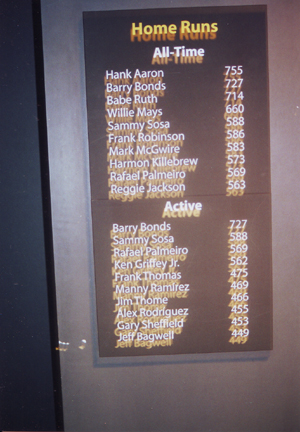 Home Runs
All-Time
Hank Aaron 755
Barry Bonds 727
Babe Ruth 714
Willie Mays 660
Sammy Sosa 588
Frank Robinson 586
Mark McGwire 583
Harmon Killebrew 573
Rafael Palmeiro 569
Reggie Jackson 563
Active
Barry Bonds 727
Sammy Sosa 588
Rafael Palmeiro 569
Ken Griffey Jr. 562
Frank Thomas 475
Manny Ramirez 469
Jim Thome 466
Alex Rodriguez 455
Gary Sheffield 453
Jeff Bagwell 449